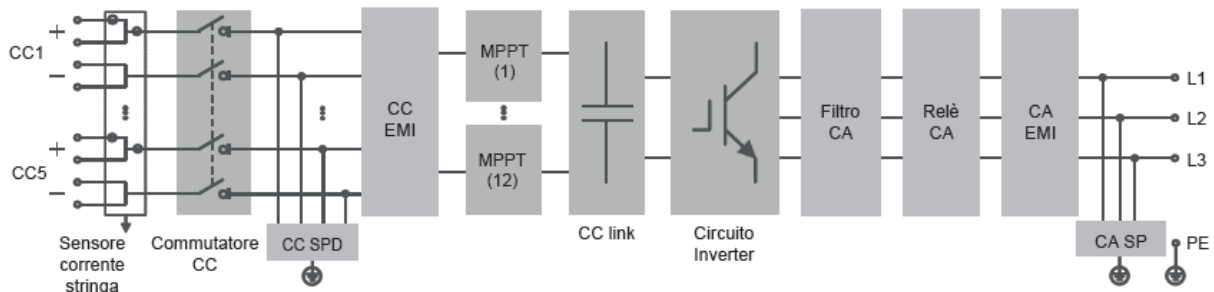 +
CC1
−
+
CC5
−
Sensore
corrente
stringa
Commutatore
CC
CC SPD
CC
EMI
MPPT
(1)
MPPT
(12)
CC link
Circuito
Inverter
Filtro
CA
Relè
CA
CA
EMI
L1
L2
L3
CA SP
PE